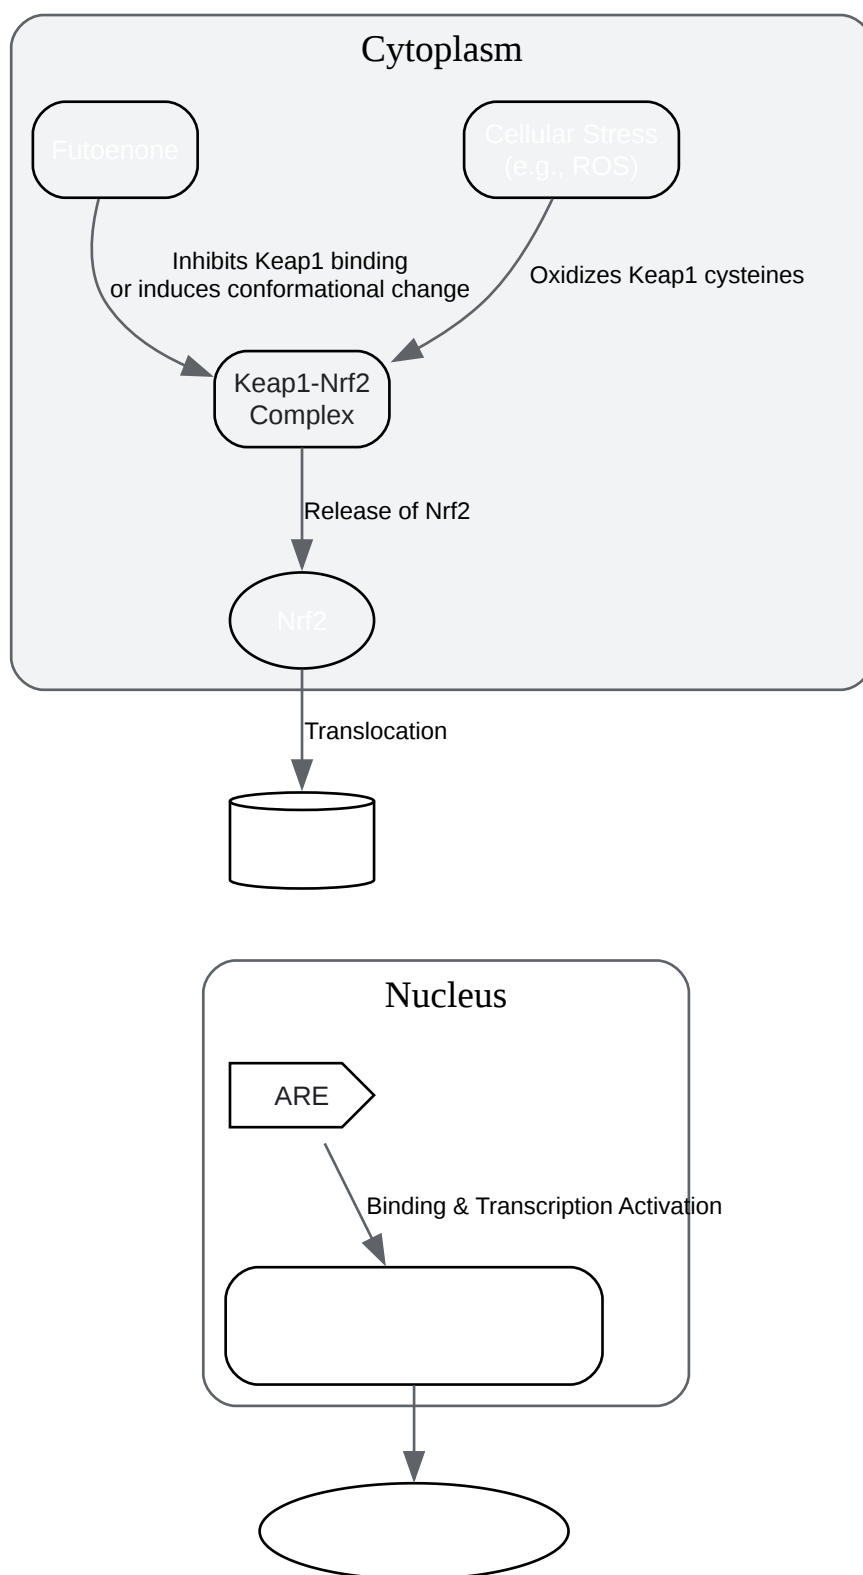 Cytoplasm
Futoenone
Cellular Stress
(e.g., ROS)
Inhibits Keap1 binding
or induces conformational change
Oxidizes Keap1 cysteines
Keap1-Nrf2
Complex
Release of Nrf2
Nrf2
Translocation
Nucleus
ARE
Binding & Transcription Activation